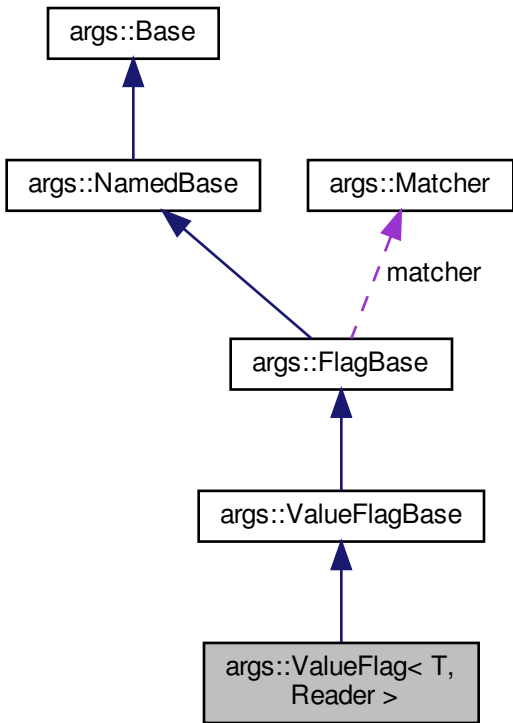 args::Base
args::NamedBase
args::Matcher
matcher
args::FlagBase
args::ValueFlagBase
args::ValueFlag< T,
Reader >